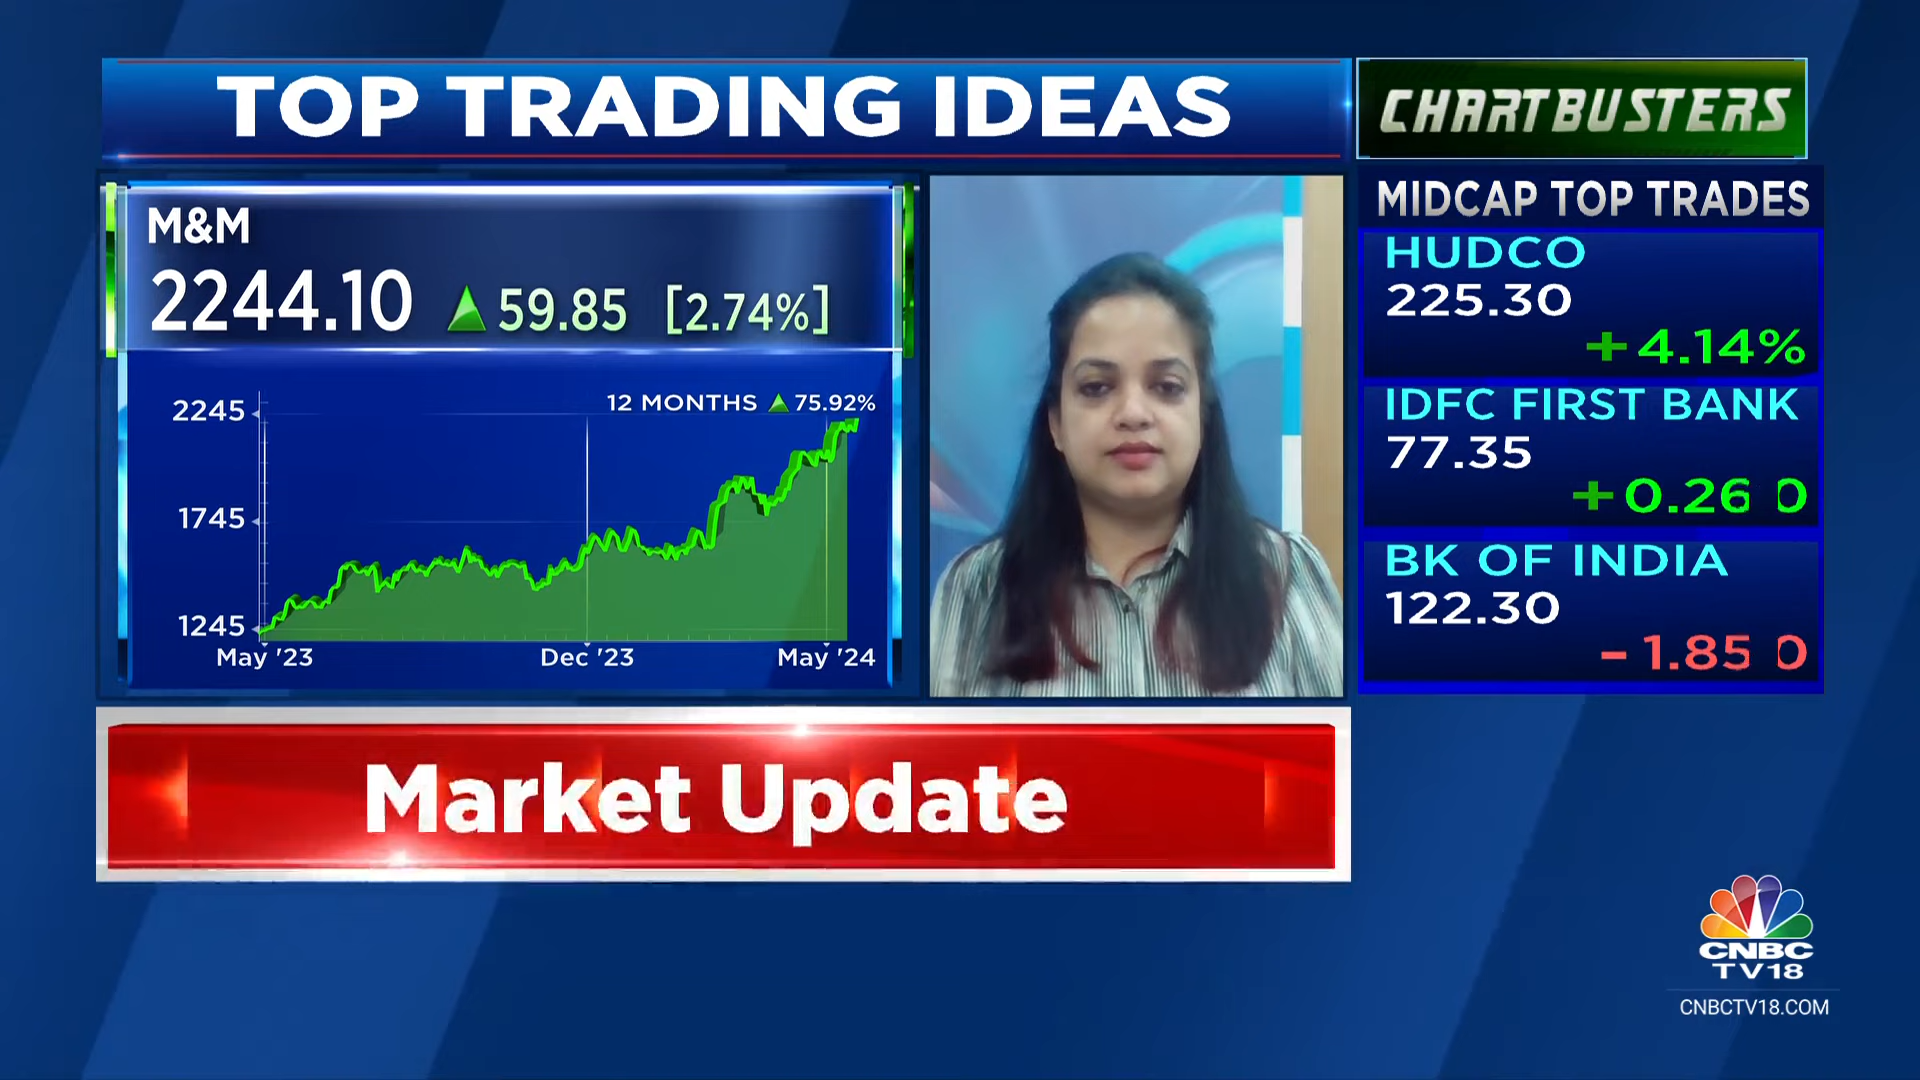 TOP TRADING IDEAS
CHARTBUSTERS
M&M
2244.10 ▲ 59.85 [2.74%]
12 MONTHS ▲ 75.92%
2245
1745
1245
May '23 Dec '23 May '24
MIDCAP TOP TRADES
HUDCO
225.30
+4.14%
IDFC FIRST BANK
77.35
+0.26
BK OF INDIA
122.30
-1.85
Market Update
CNBC
TV18
CNBCTV18.COM